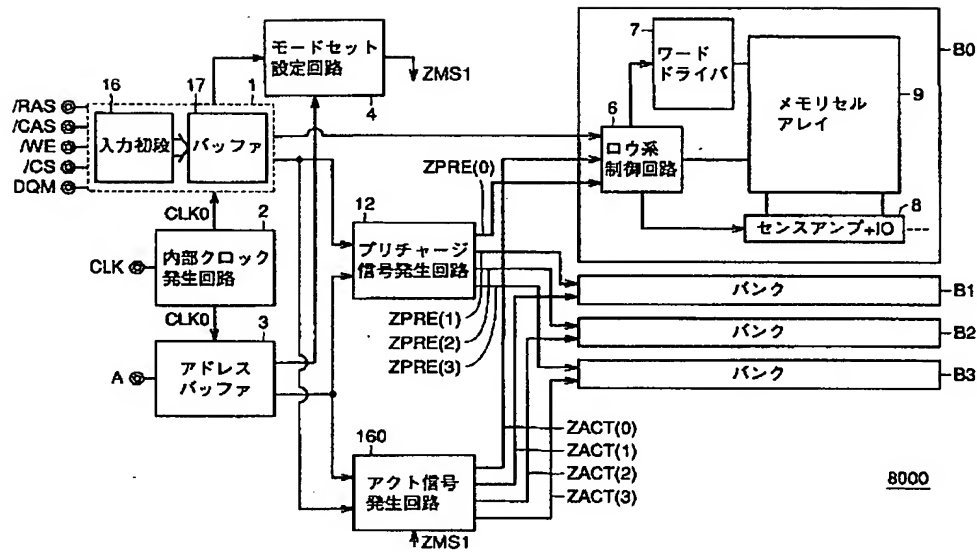 モードセット
設定回路
4
ZMS1
/RAS
/CAS
/WE
/CS
DQM
16
入力初段
17
バッファ
1
CLK0
CLK
2
内部クロック
発生回路
CLK0
A
3
アドレス
バッファ
12
プリチャージ
信号発生回路
ZPRE(0)
ZPRE(1)
ZPRE(2)
ZPRE(3)
160
アクト信号
発生回路
ZMS1
ZACT(0)
ZACT(1)
ZACT(2)
ZACT(3)
B0
7
ワード
ドライバ
6
ロウ系
制御回路
メモリセル
アレイ
9
8
センスアンプ+IO
バンク
B1
バンク
B2
バンク
B3
8000